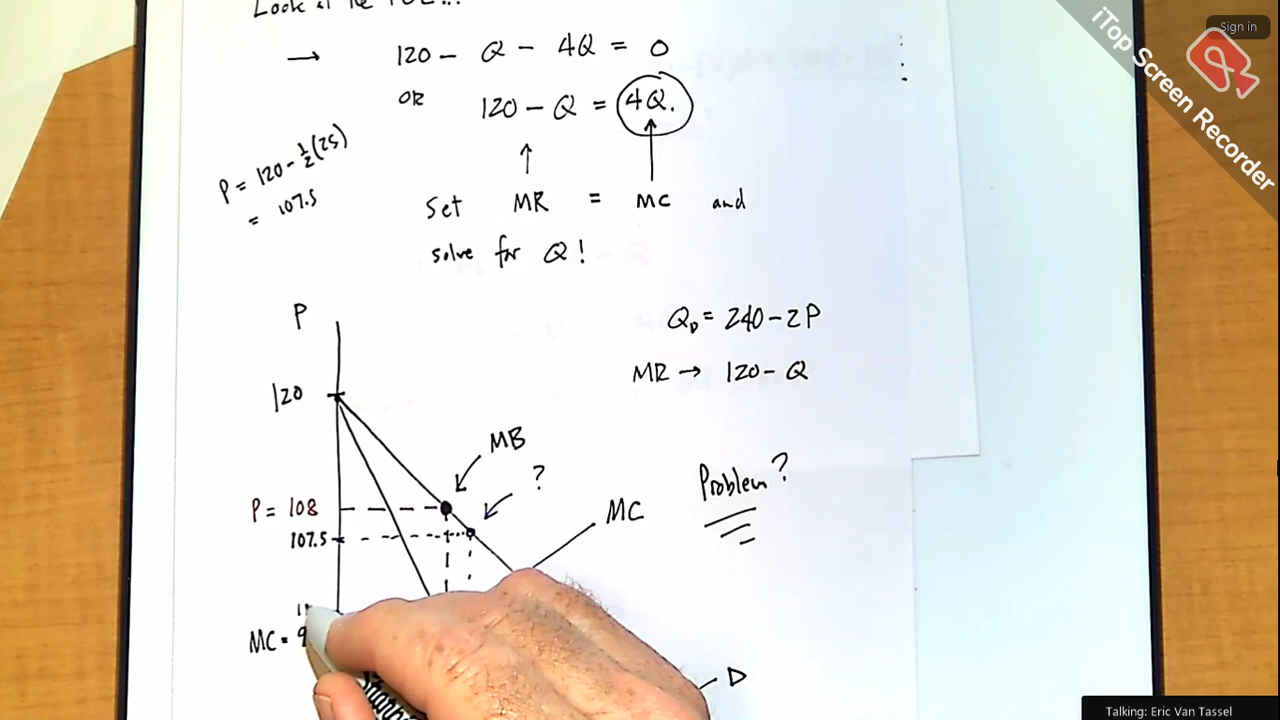 Look at the
120 - Q - 4Q = 0
OR 120 - Q = 4Q.
P = 120 - 1/2 (25)
= 107.5
Set MR = MC and
solve for Q!
P
Q_D = 240 - 2P
MR → 120 - Q
120
MB
?
Problem?
P = 108
MC
107.5
MC = 9
D
iTop Screen Recorder
Sign in
Talking: Eric Van Tassel